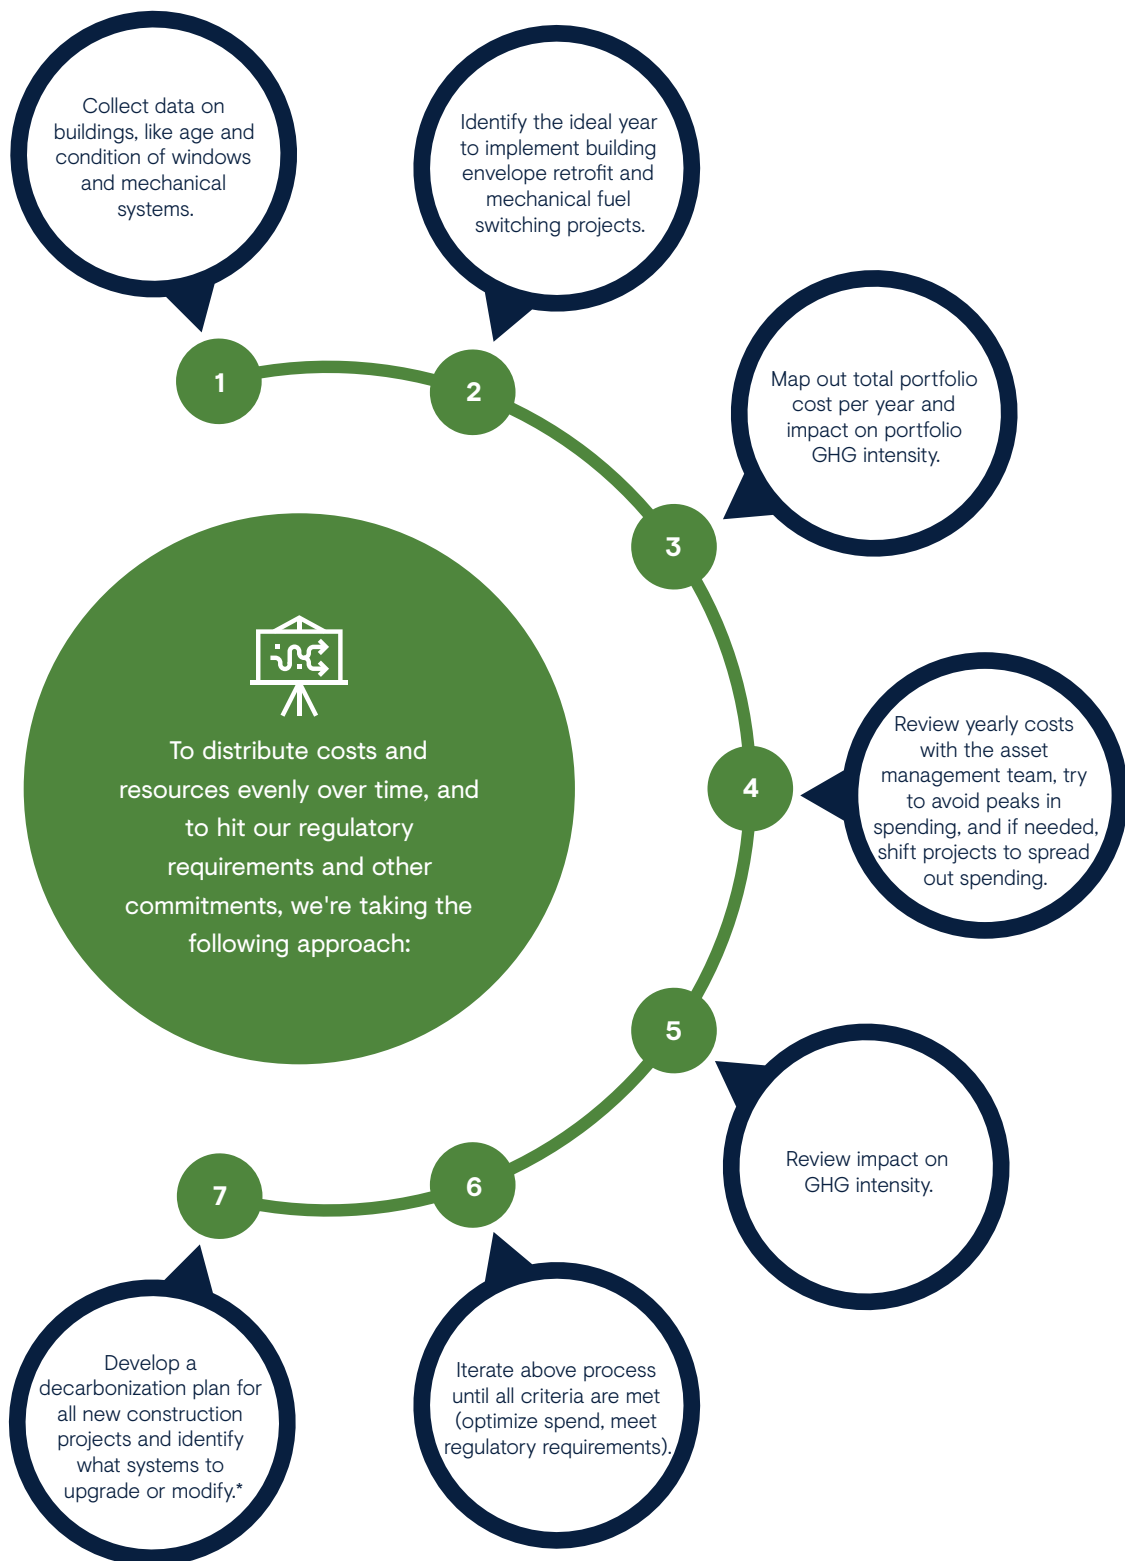 Collect data on
buildings, like age and
condition of windows
and mechanical
systems.
Identify the ideal year
to implement building
envelope retrofit and
mechanical fuel
switching projects.
Map out total portfolio
cost per year and
impact on portfolio
GHG intensity.
1
2
3
To distribute costs and
resources evenly over time, and
to hit our regulatory
requirements and other
commitments, we're taking the
following approach:
Review yearly costs
with the asset
management team, try
to avoid peaks in
spending, and if needed,
shift projects to spread
out spending.
4
5
Review impact on
GHG intensity.
6
7
Iterate above process
until all criteria are met
(optimize spend, meet
regulatory requirements).
Develop a
decarbonization plan for
all new construction
projects and identify
what systems to
upgrade or modify.*